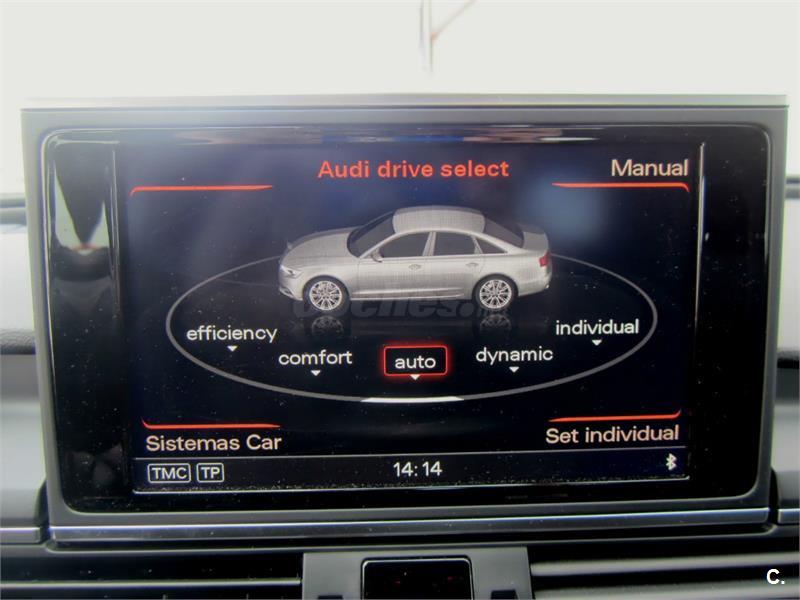 Audi drive select
Manual
efficiency
comfort
auto
dynamic
individual
Sistemas Car
Set individual
TMC TP
14:14
C.